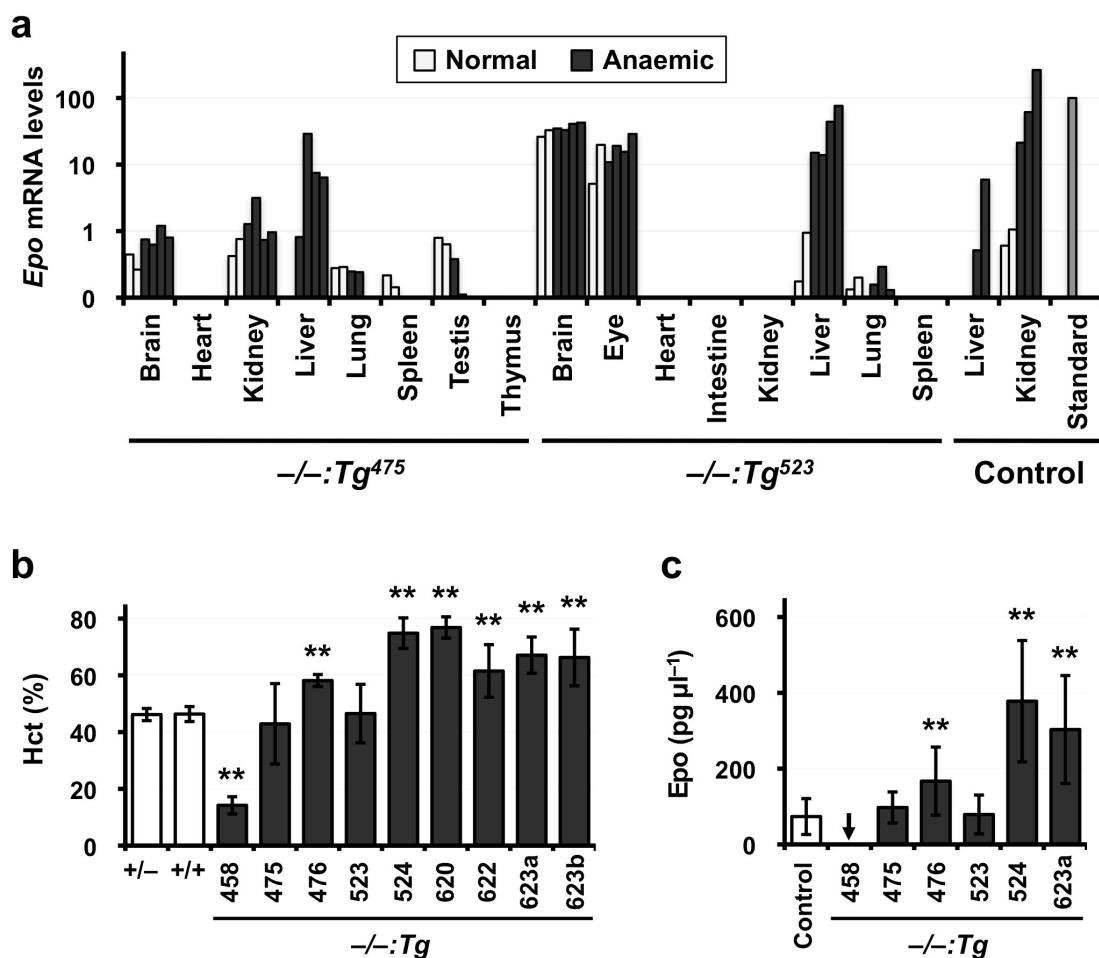 a
Normal Anaemic
Epo mRNA levels
100
10
1
0
Brain Heart Kidney Liver Lung Spleen Testis Thymus Brain Eye Heart Intestine Kidney Liver Lung Spleen Liver Kidney Standard
–/–:Tg475 –/–:Tg523 Control
b
Hct (%)
80
60
40
20
0
** ** ** ** ** ** **
+/– +/+ 458 475 476 523 524 620 622 623a 623b
–/–:Tg
c
Epo (pg µl–1)
600
400
200
0
** ** **
Control 458 475 476 523 524 623a
–/–:Tg